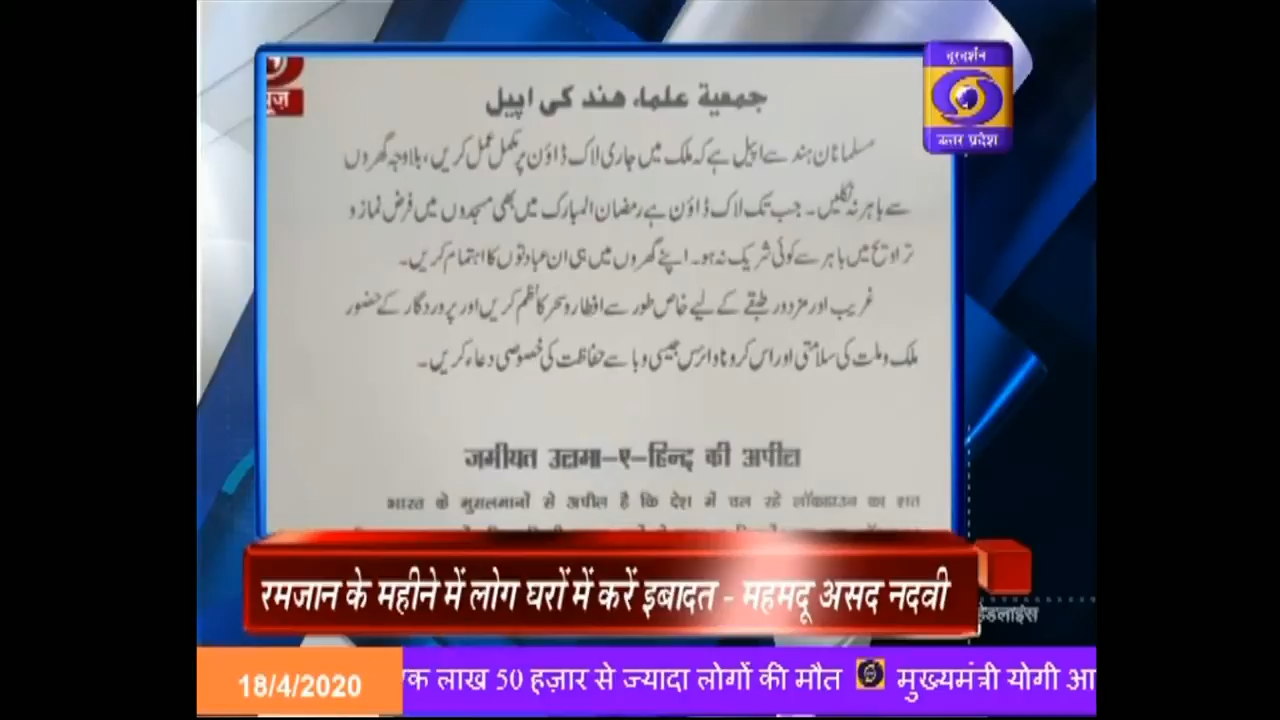 دूरदर्शन
उत्तर प्रदेश
جمعیۃ علماء ھند کی اپیل
مسلمانان ہند سے اپیل ہے کہ ملک میں جاری لاک ڈاؤن پر مکمل عمل کریں، بلاوجہ گھروں
سے باہر نہ نکلیں۔ جب تک لاک ڈاؤن ہے رمضان المبارک میں بھی مسجدوں میں فرض نماز و
تراویح میں باہر سے کوئی شریک نہ ہو۔ اپنے گھروں میں ہی ان عبادتوں کا اہتمام کریں۔
غریب اور مزدور طبقے کے لیے خاص طور سے افطار و سحر کا نظم کریں اور پروردگار کے حضور
ملک و ملت کی سلامتی اور اس کرونا وائرس جیسی وبا سے حفاظت کی خصوصی دعاء کریں۔
जमीयत उलमा-ए-हिन्द की अपील
भारत के मुसलमानों से अपील है कि देश में चल रहे लॉकडाउन का शत
रमजान के महीने में लोग घरों में करें इबादत - महमदू असद नदवी
हेडलाइंस
18/4/2020 एक लाख 50 हज़ार से ज्यादा लोगों की मौत मुख्यमंत्री योगी आ